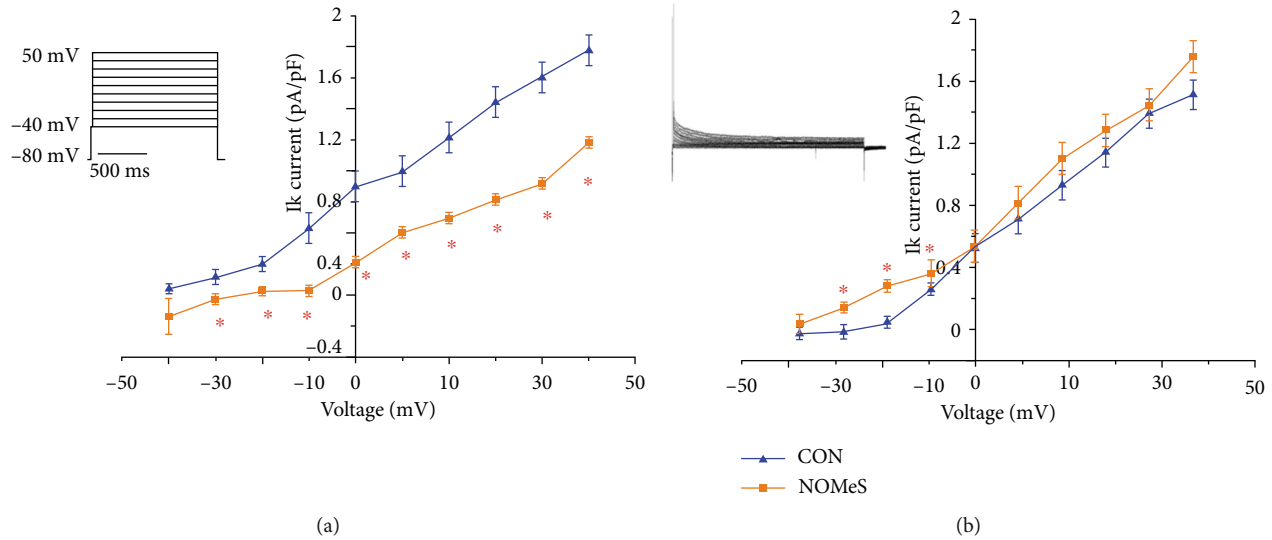 50 mV
−40 mV
−80 mV
500 ms
Ik current (pA/pF)
2
1.6
1.2
0.8
0.4
0
−0.4
* * * * * * * *
−50 −30 −10 0 10 30 50
Voltage (mV)
(a)
Ik current (pA/pF)
2
1.6
1.2
0.8
0.4
0
* * *
−50 −30 −10 0 10 30 50
Voltage (mV)
CON
NOMeS
(b)